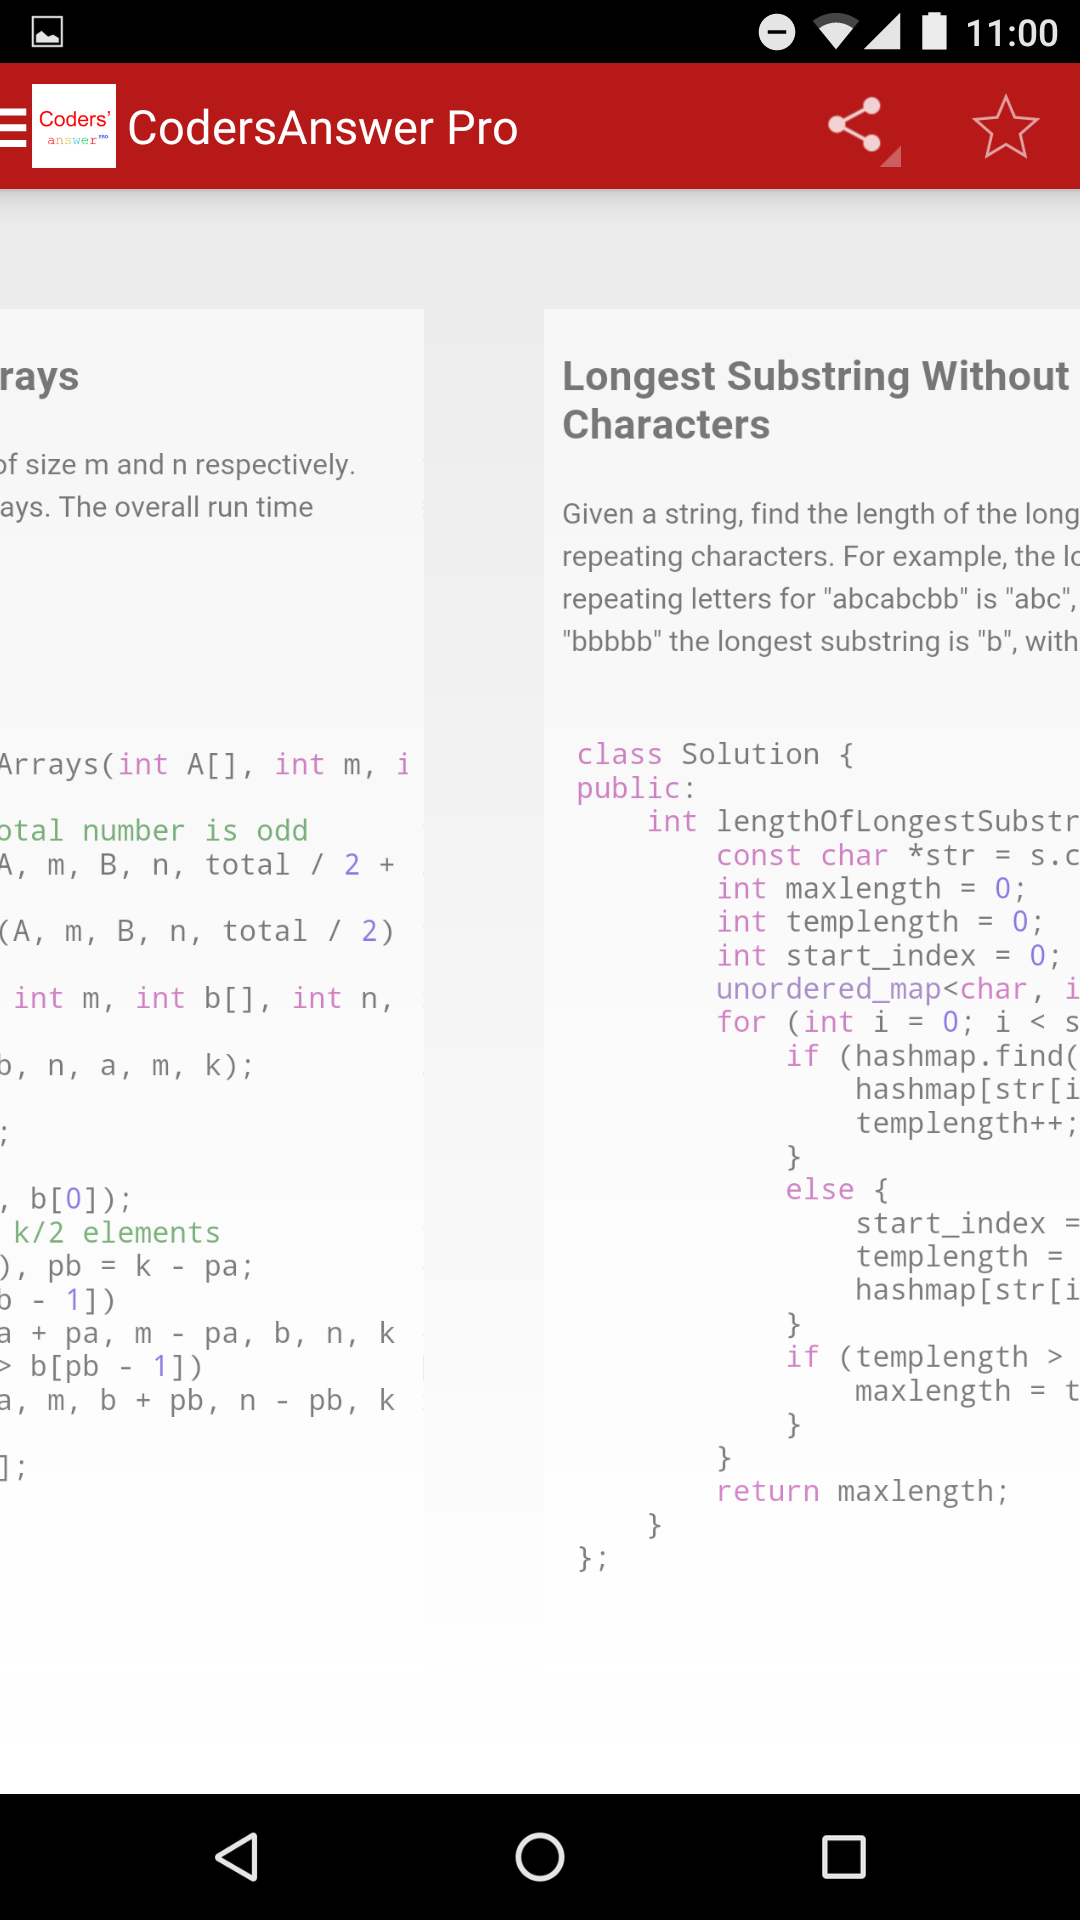 11:00
Coders'
answer PRO
CodersAnswer Pro
rays
of size m and n respectively.
ays. The overall run time
Arrays(int A[], int m, i
otal number is odd
A, m, B, n, total / 2 +
(A, m, B, n, total / 2)
int m, int b[], int n,
b, n, a, m, k);
;
, b[0]);
k/2 elements
), pb = k - pa;
b - 1])
a + pa, m - pa, b, n, k
> b[pb - 1])
a, m, b + pb, n - pb, k
];
Longest Substring Without
Characters
Given a string, find the length of the long
repeating characters. For example, the lo
repeating letters for "abcabcbb" is "abc",
"bbbbb" the longest substring is "b", with
class Solution {
public:
int lengthOfLongestSubstr
const char *str = s.c
int maxlength = 0;
int templength = 0;
int start_index = 0;
unordered_map<char, i
for (int i = 0; i < s
if (hashmap.find(
hashmap[str[i
templength++;
}
else {
start_index =
templength =
hashmap[str[i
}
if (templength >
maxlength = t
}
}
return maxlength;
}
};